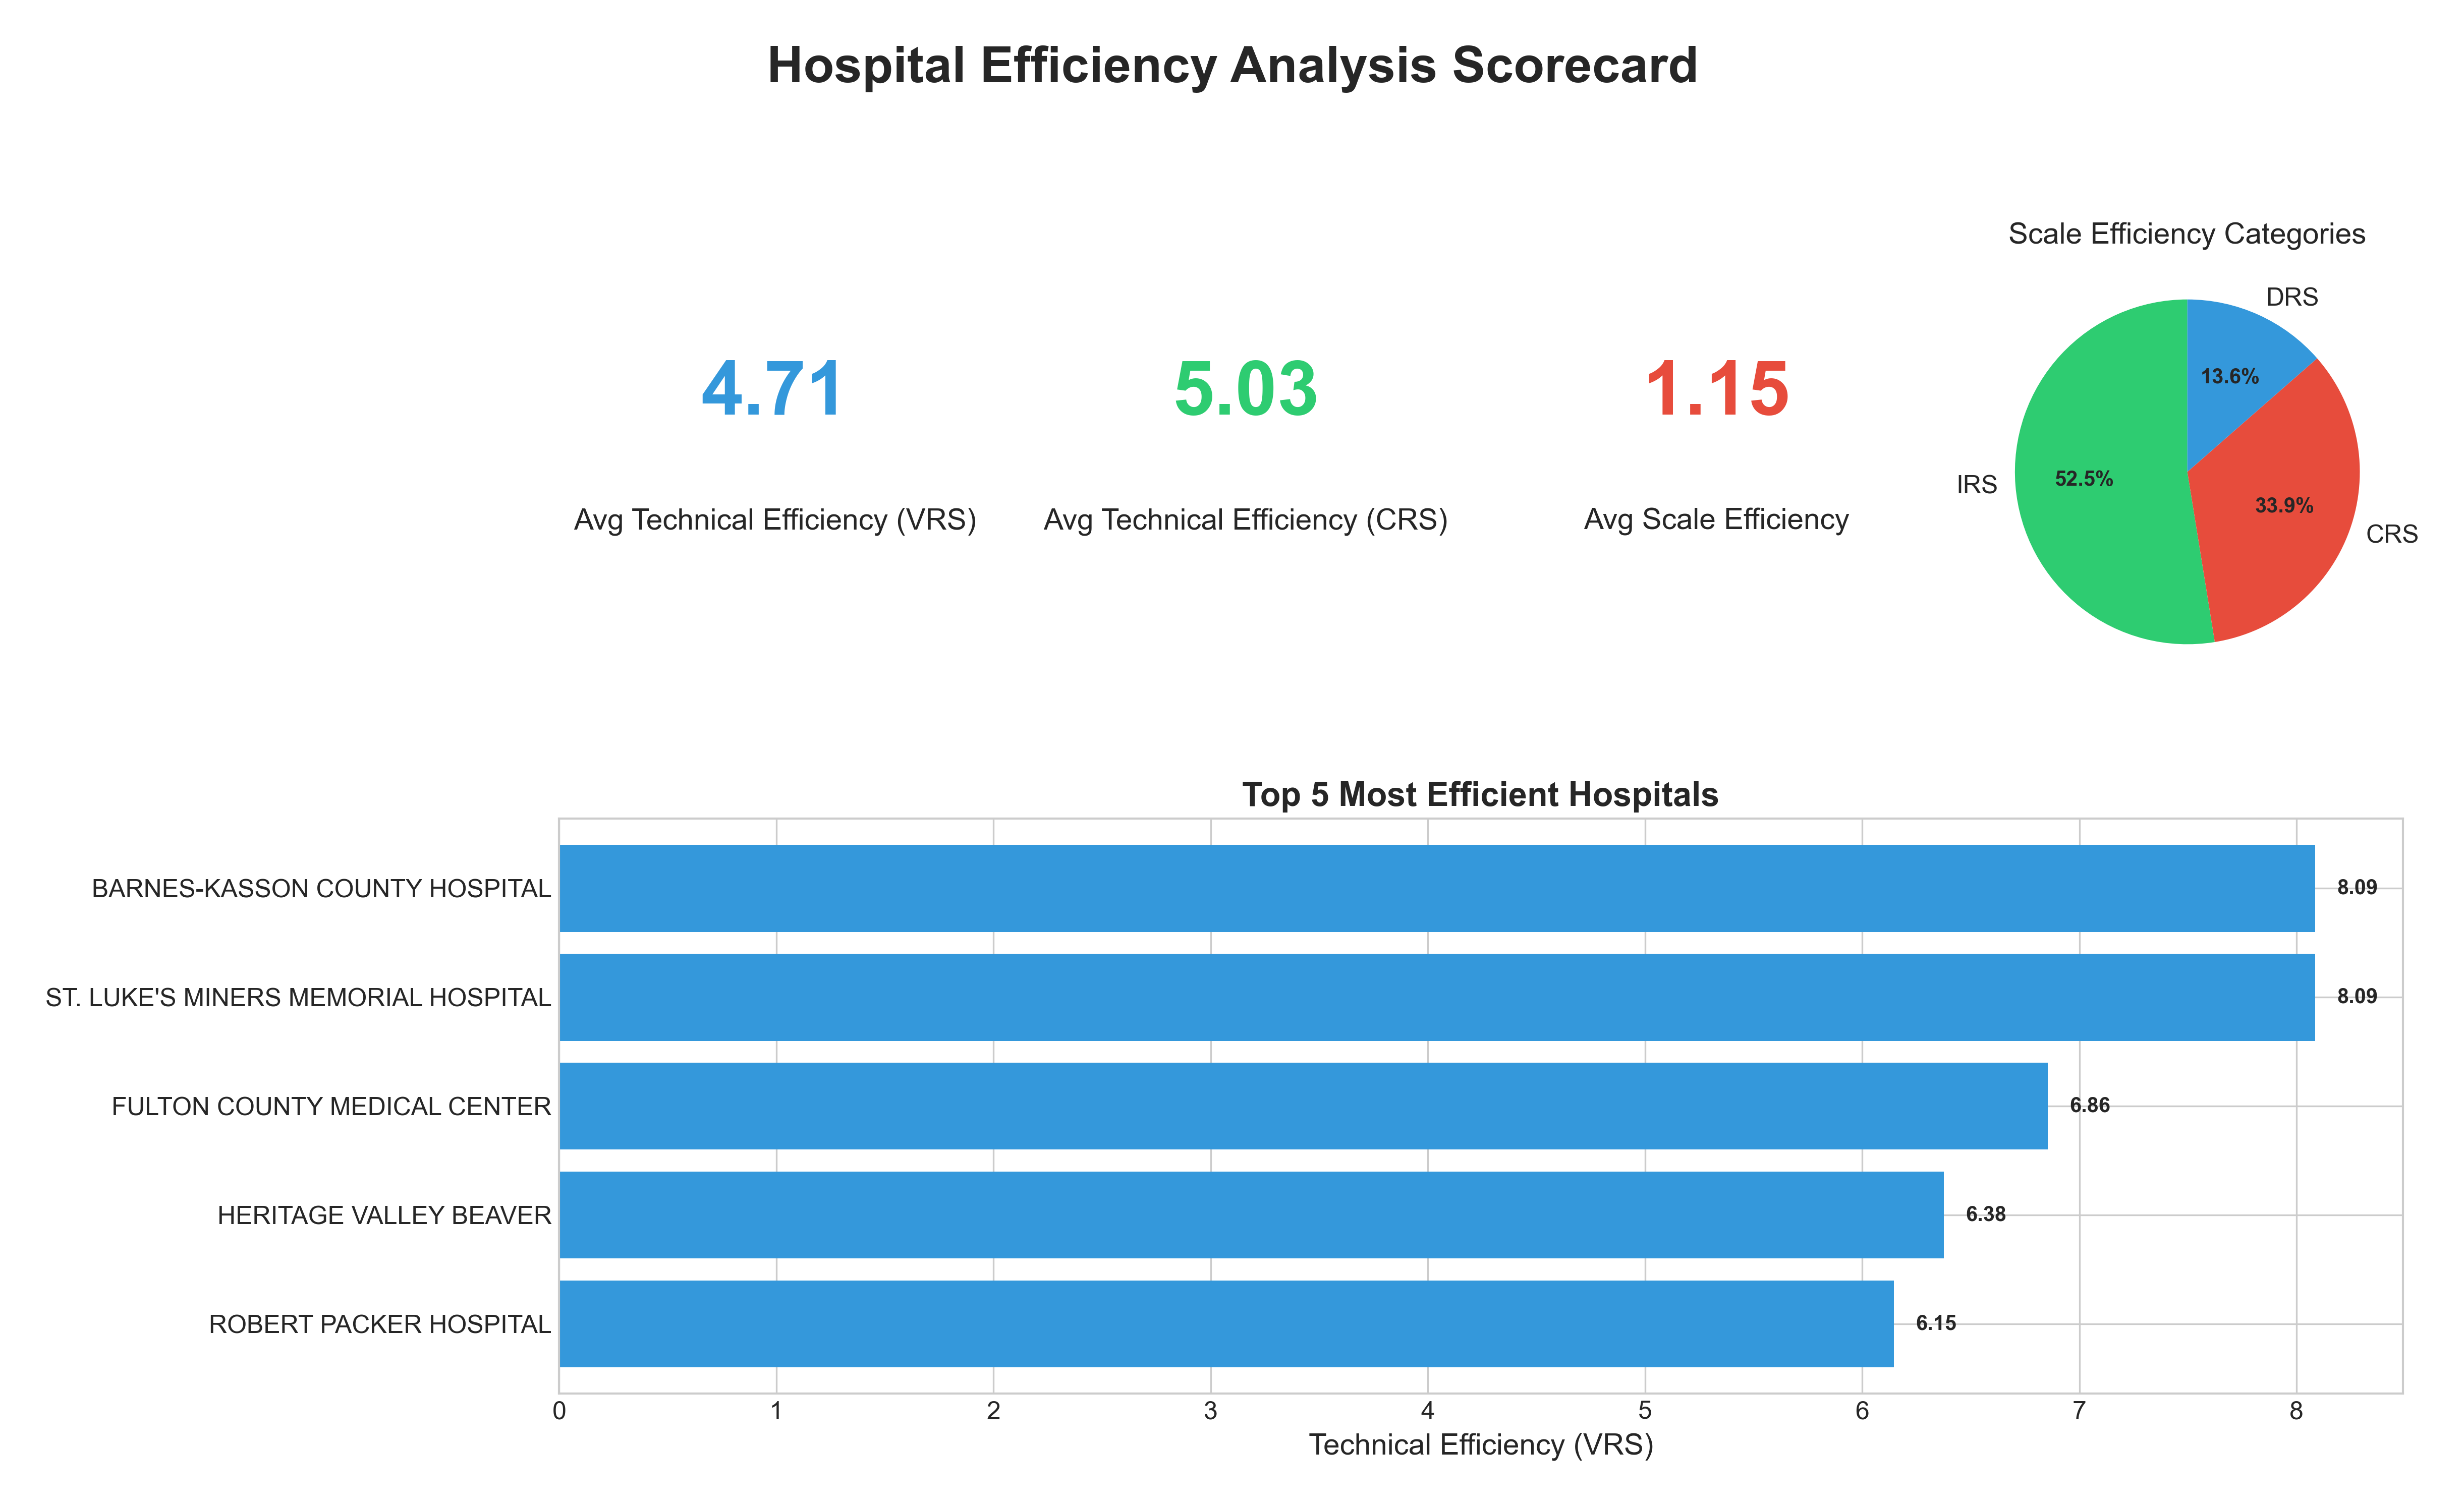 Hospital Efficiency Analysis Scorecard
4.71
Avg Technical Efficiency (VRS)
5.03
Avg Technical Efficiency (CRS)
1.15
Avg Scale Efficiency
Scale Efficiency Categories
DRS
13.6%
IRS
52.5%
33.9%
CRS
Top 5 Most Efficient Hospitals
BARNES-KASSON COUNTY HOSPITAL
8.09
ST. LUKE'S MINERS MEMORIAL HOSPITAL
8.09
FULTON COUNTY MEDICAL CENTER
6.86
HERITAGE VALLEY BEAVER
6.38
ROBERT PACKER HOSPITAL
6.15
0 1 2 3 4 5 6 7 8
Technical Efficiency (VRS)